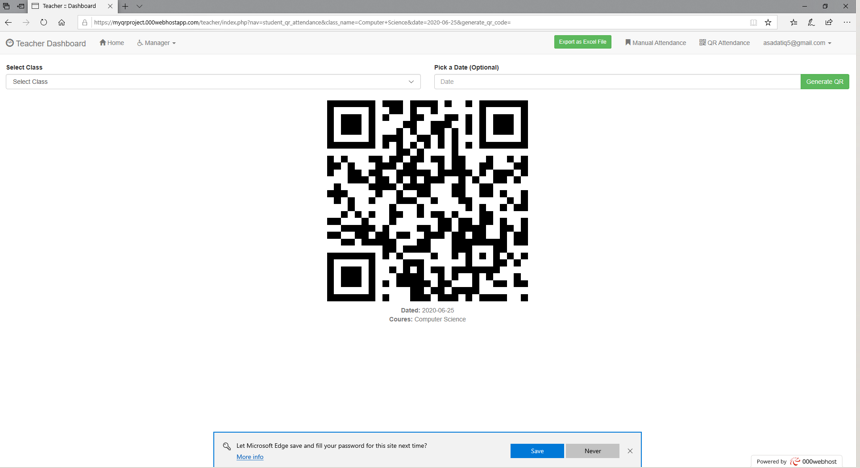 Teacher :: Dashboard
https://myqrproject.000webhostapp.com/teacher/index.php?nav=student_qr_attendance&class_name=Computer+Science&date=2020-06-25&generate_qr_code=
Teacher Dashboard Home Manager Export as Excel File Manual Attendance QR Attendance asadatiq5@gmail.com
Select Class Pick a Date (Optional)
Select Class Date Generate QR
Dated: 2020-06-25
Coures: Computer Science
Let Microsoft Edge save and fill your password for this site next time?
More info
Save Never
Powered by 000webhost